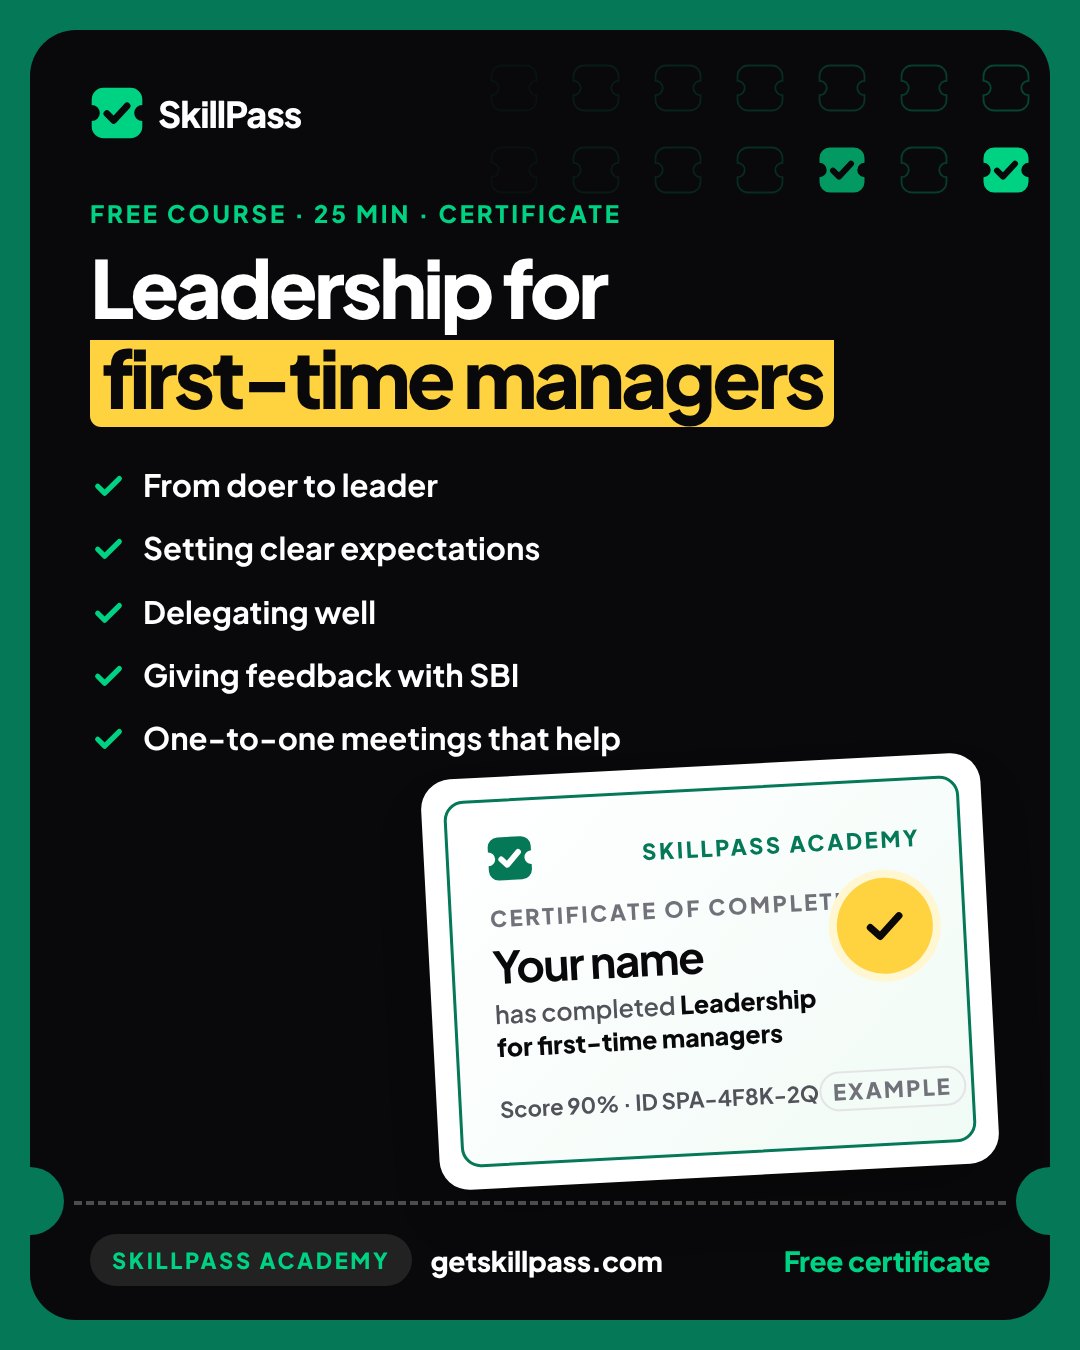 SkillPass
FREE COURSE · 25 MIN · CERTIFICATE
Leadership for
first-time managers
From doer to leader
Setting clear expectations
Delegating well
Giving feedback with SBI
One-to-one meetings that help
SKILLPASS ACADEMY
CERTIFICATE OF
Your name
has completed Leadership
for first-time managers
Score 90% · ID SPA-4F8K-2Q
EXAMPLE
SKILLPASS ACADEMY
getskillpass.com
Free certificate